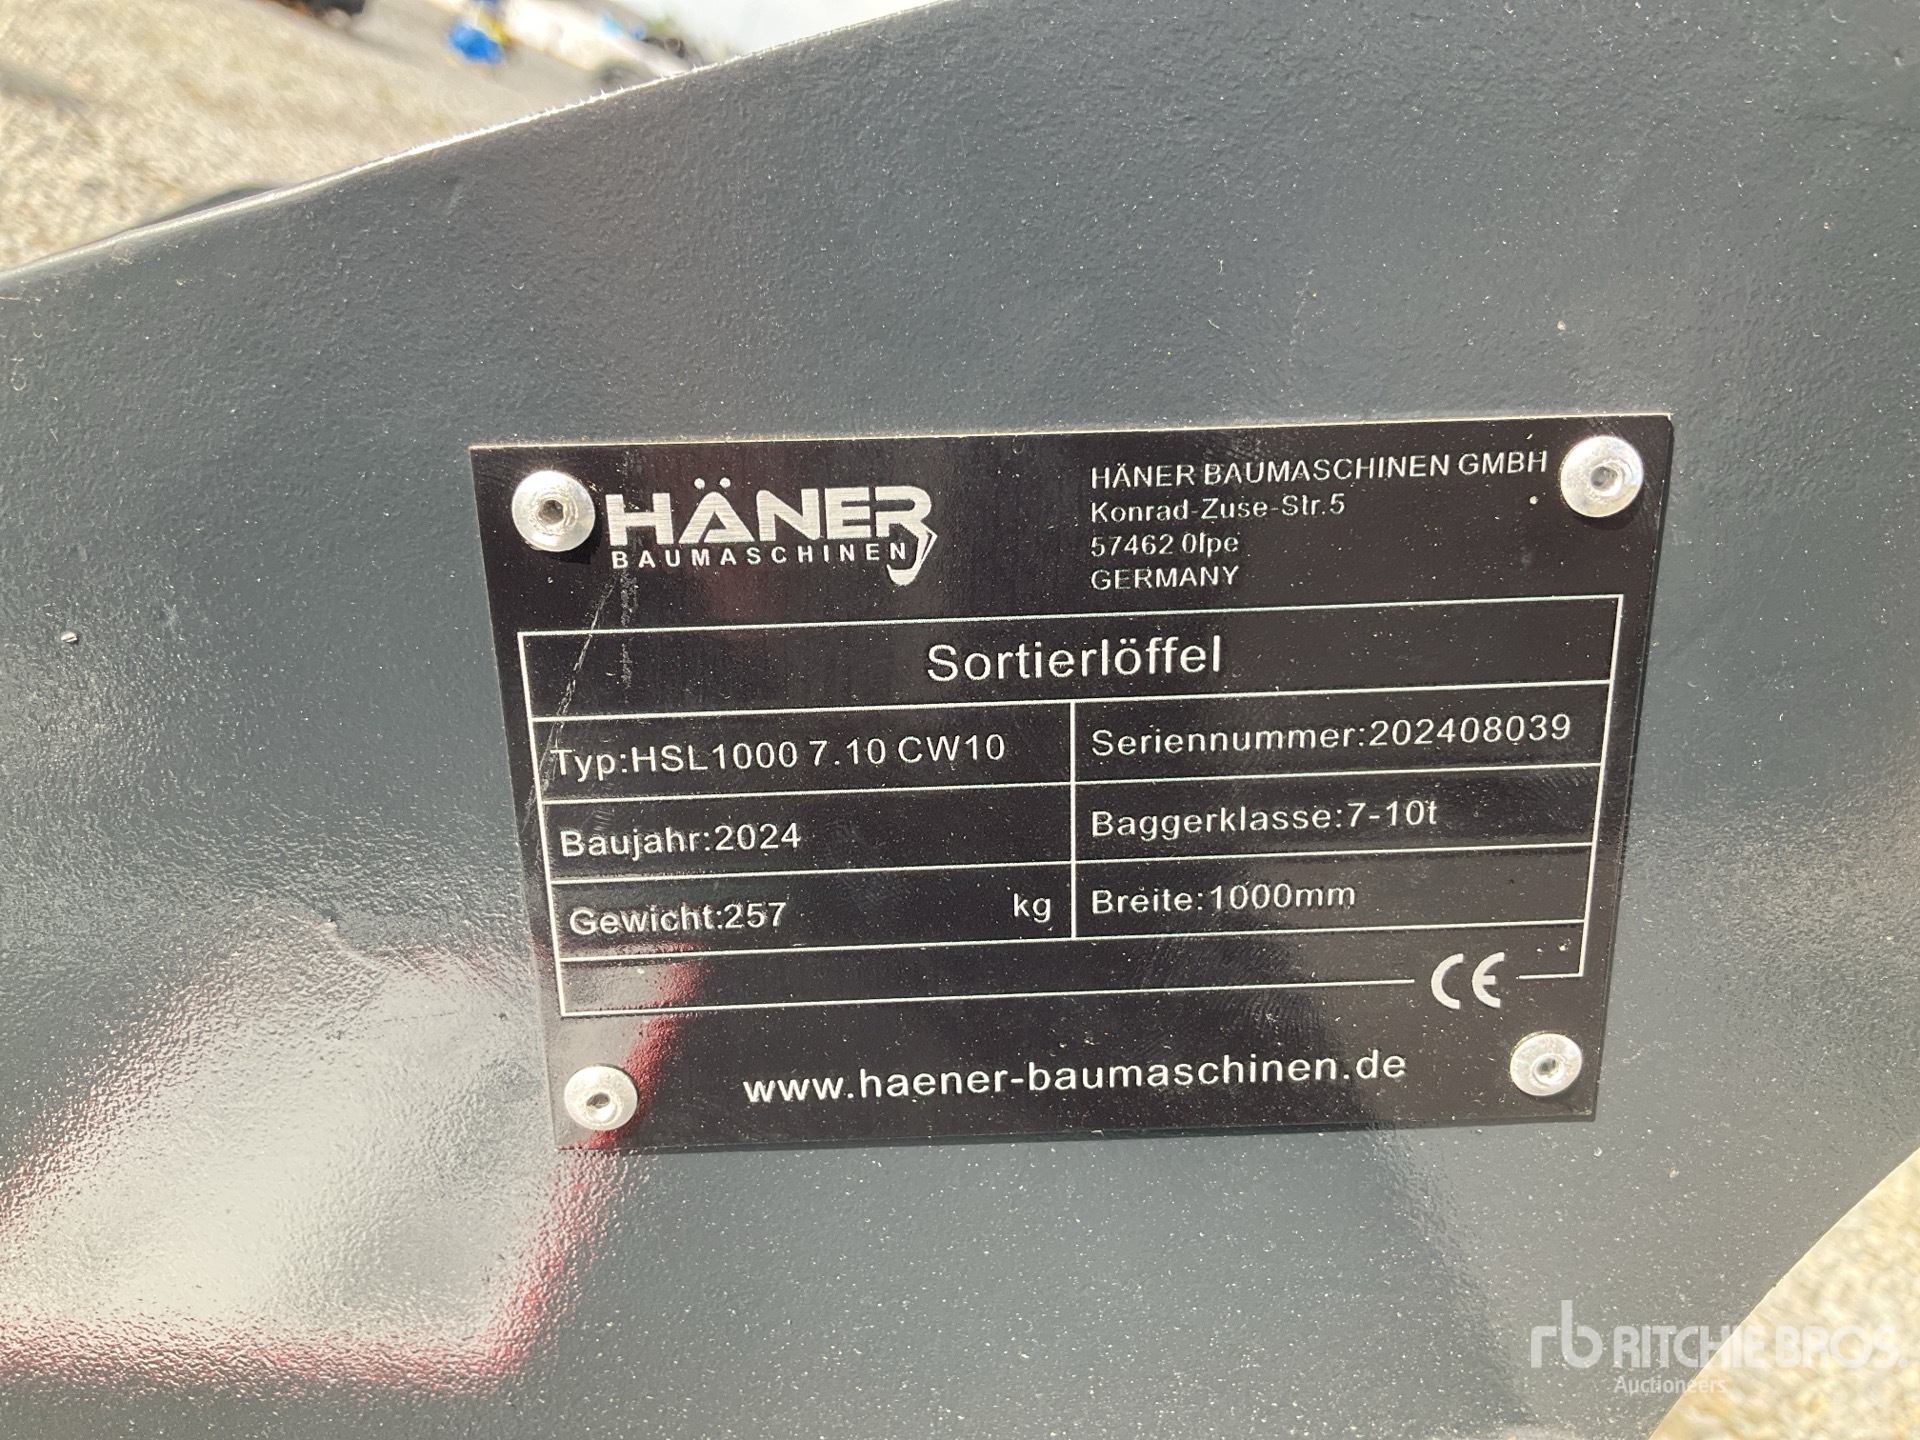 HÄNER
BAUMASCHINEN
HÄNER BAUMASCHINEN GMBH
Konrad-Zuse-Str.5
57462 Olpe
GERMANY
Sortierlöffel
Typ:HSL1000 7.10 CW10
Seriennummer:202408039
Baujahr:2024
Baggerklasse:7-10t
Gewicht:257 kg
Breite:1000mm
CE
www.haener-baumaschinen.de
rb RITCHIE BROS.
Auctioneers